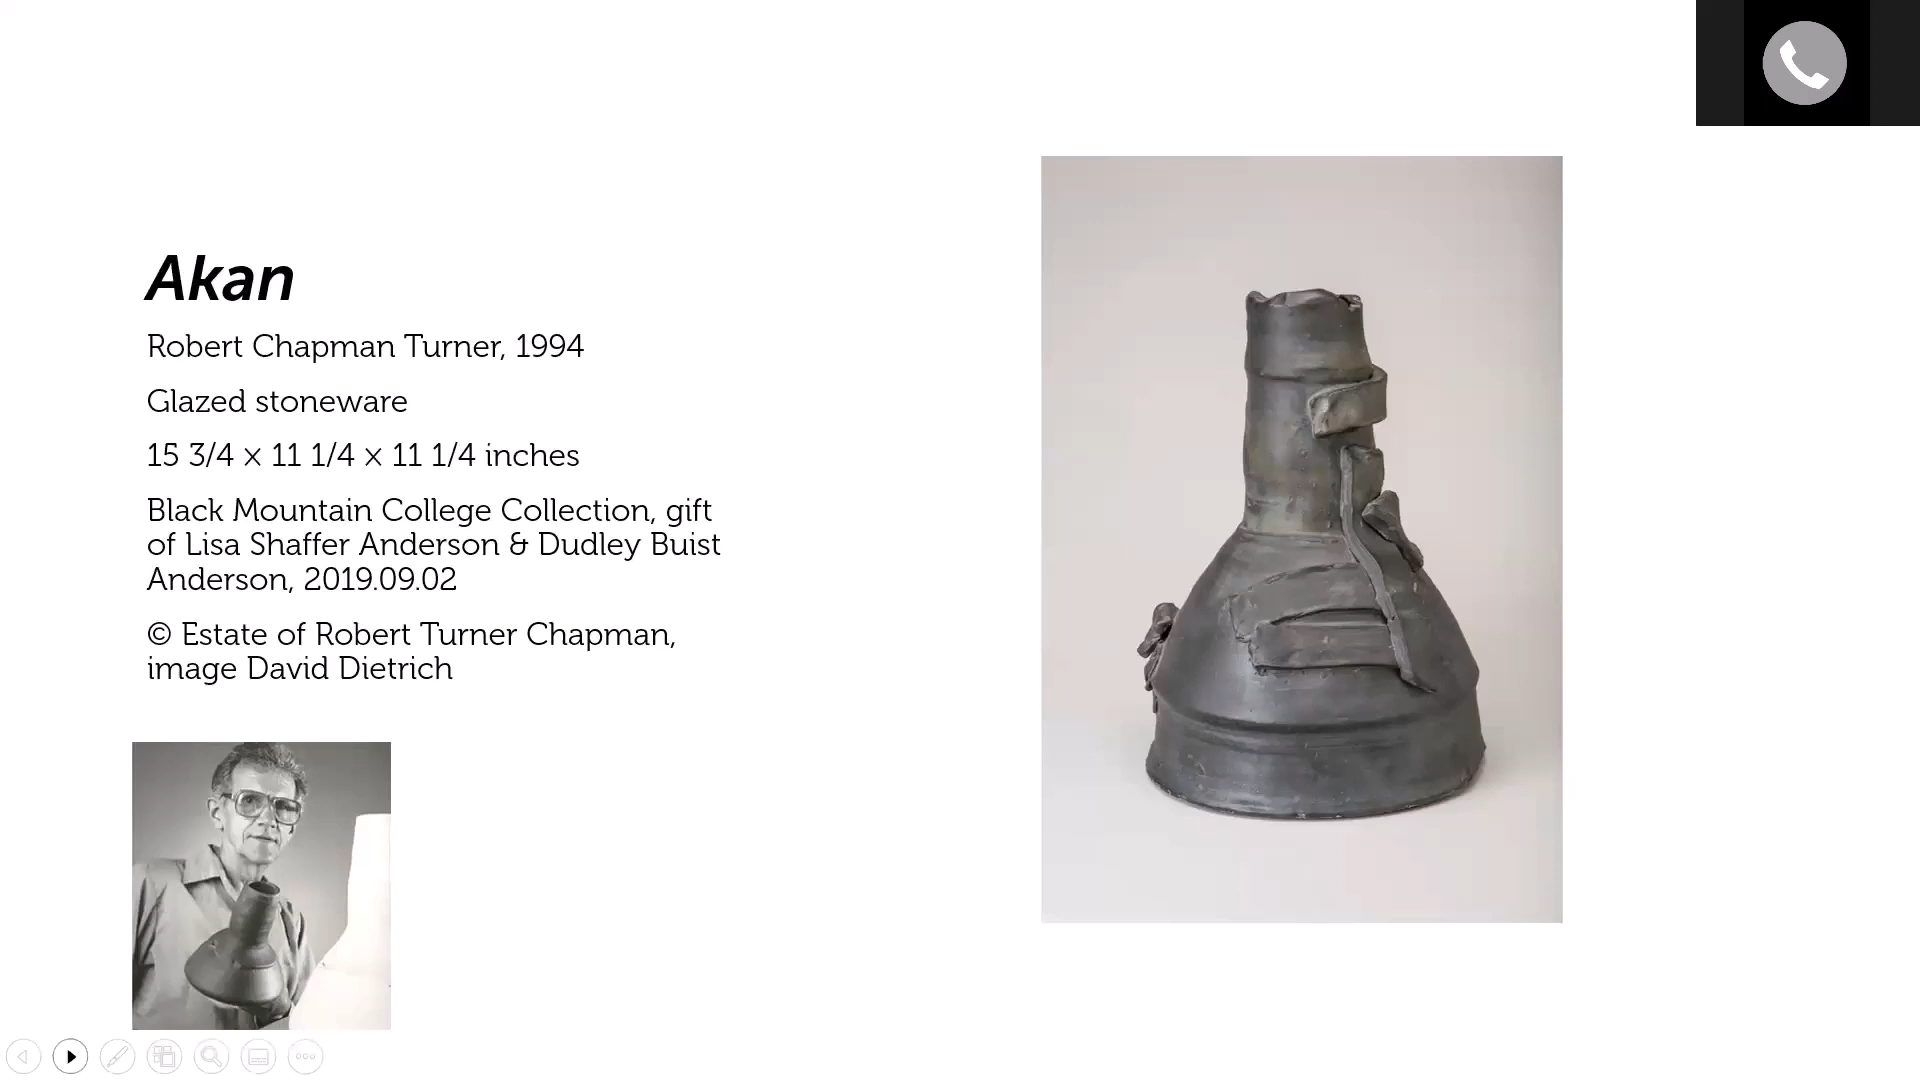 Akan
Robert Chapman Turner, 1994
Glazed stoneware
15 3/4 × 11 1/4 × 11 1/4 inches
Black Mountain College Collection, gift
of Lisa Shaffer Anderson & Dudley Buist
Anderson, 2019.09.02
© Estate of Robert Turner Chapman,
image David Dietrich